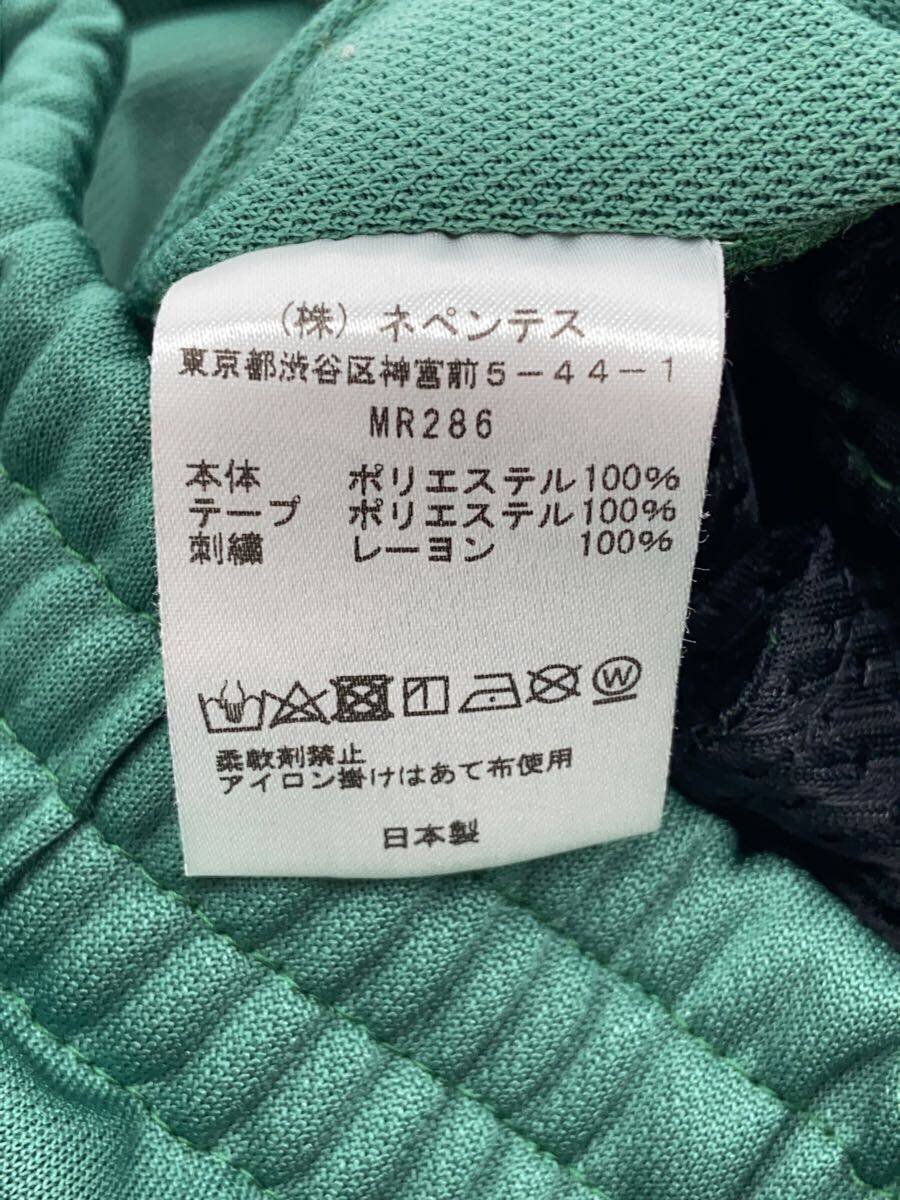 (株) ネペンテス
東京都渋谷区神宮前5-44-1
MR286
本体 ポリエステル100%
テープ ポリエステル100%
刺繍 レーヨン 100%
W
柔軟剤禁止
アイロン掛けはあて布使用
日本製